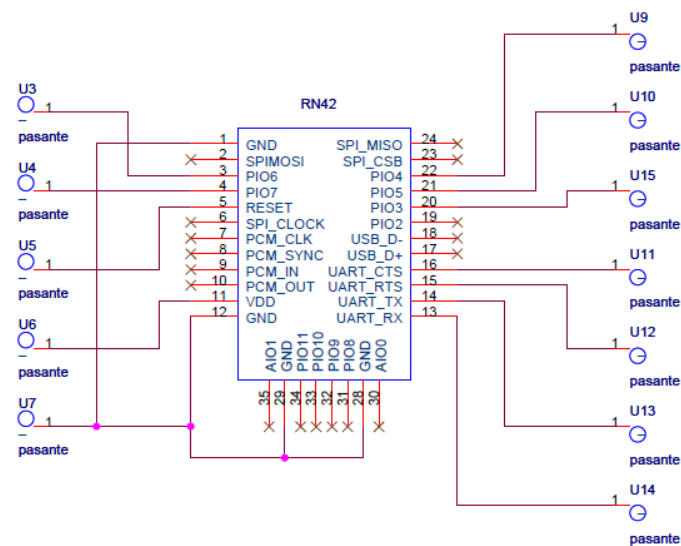 U9
1
pasante
U3
1
pasante
RN42
U10
1
pasante
1 GND
SPI_MISO 24
2 SPIMOSI
SPI_CSB 23
3 PIO6
PIO4 22
4 PIO7
PIO5 21
5 RESET
PIO3 20
6 SPI_CLOCK
PIO2 19
7 PCM_CLK
USB_D- 18
8 PCM_SYNC
USB_D+ 17
9 PCM_IN
UART_CTS 16
10 PCM_OUT
UART_RTS 15
11 VDD
UART_TX 14
12 GND
UART_RX 13
AIO1 35
GND 29
PIO11 34
PIO10 33
PIO9 32
PIO8 31
GND 28
AIO0 30
U4
1
pasante
U15
1
pasante
U5
1
pasante
U11
1
pasante
U6
1
pasante
U12
1
pasante
U7
1
pasante
U13
1
pasante
U14
1
pasante